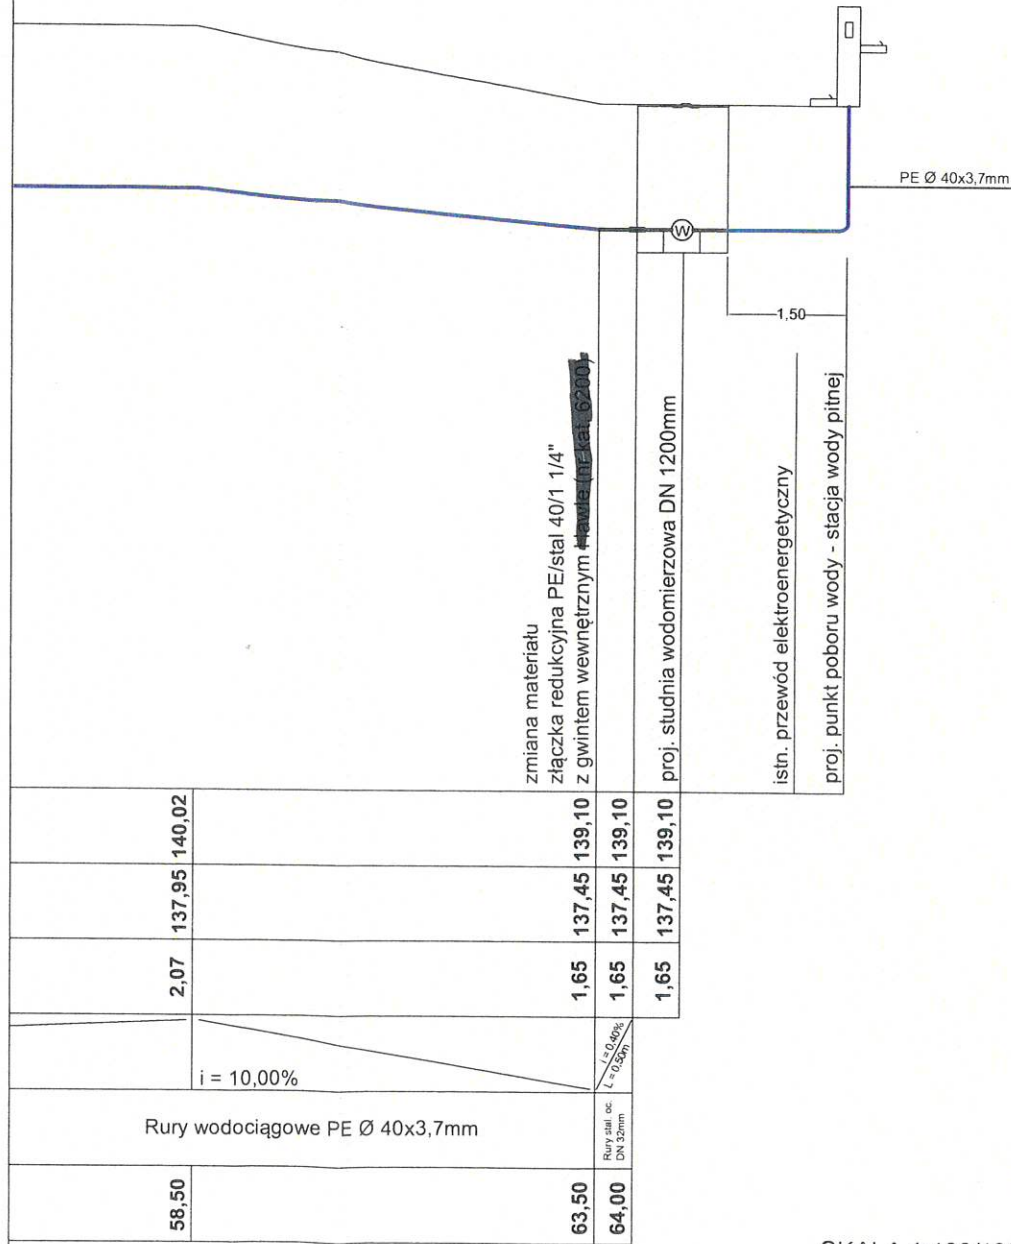 PE Ø 40x3,7mm
1,50
zmiana materiału
złączka redukcyjna PE/stal 40/1 1/4"
z gwintem wewnętrznym Hawle (nr kat. 6200)
proj. studnia wodomierzowa DN 1200mm
istn. przewód elektroenergetyczny
proj. punkt poboru wody - stacja wody pitnej
W
140,02
139,10
139,10
139,10
137,95
137,45
137,45
137,45
2,07
1,65
1,65
1,65
i = 10,00%
i = 0,40%
L = 0,50m
Rury wodociągowe PE Ø 40x3,7mm
Rury stal. oc.
DN 32mm
58,50
63,50
64,00